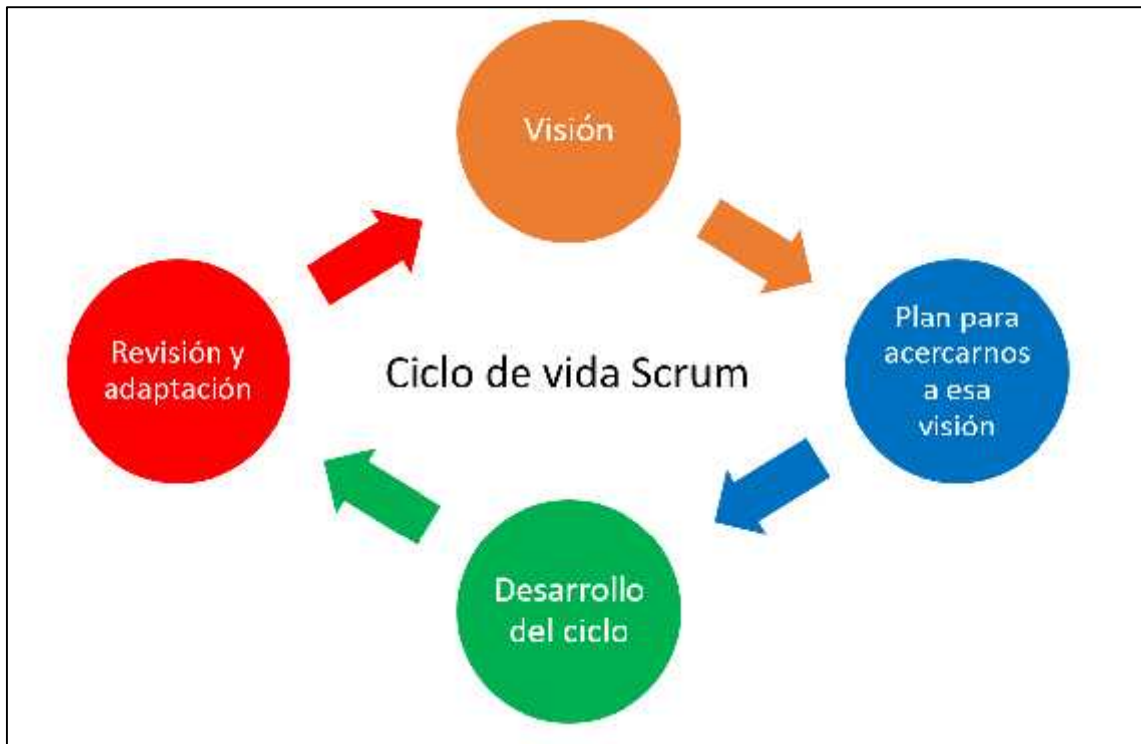 Visión
Plan para
acercarnos
a esa
visión
Revisión y
adaptación
Ciclo de vida Scrum
Desarrollo
del ciclo